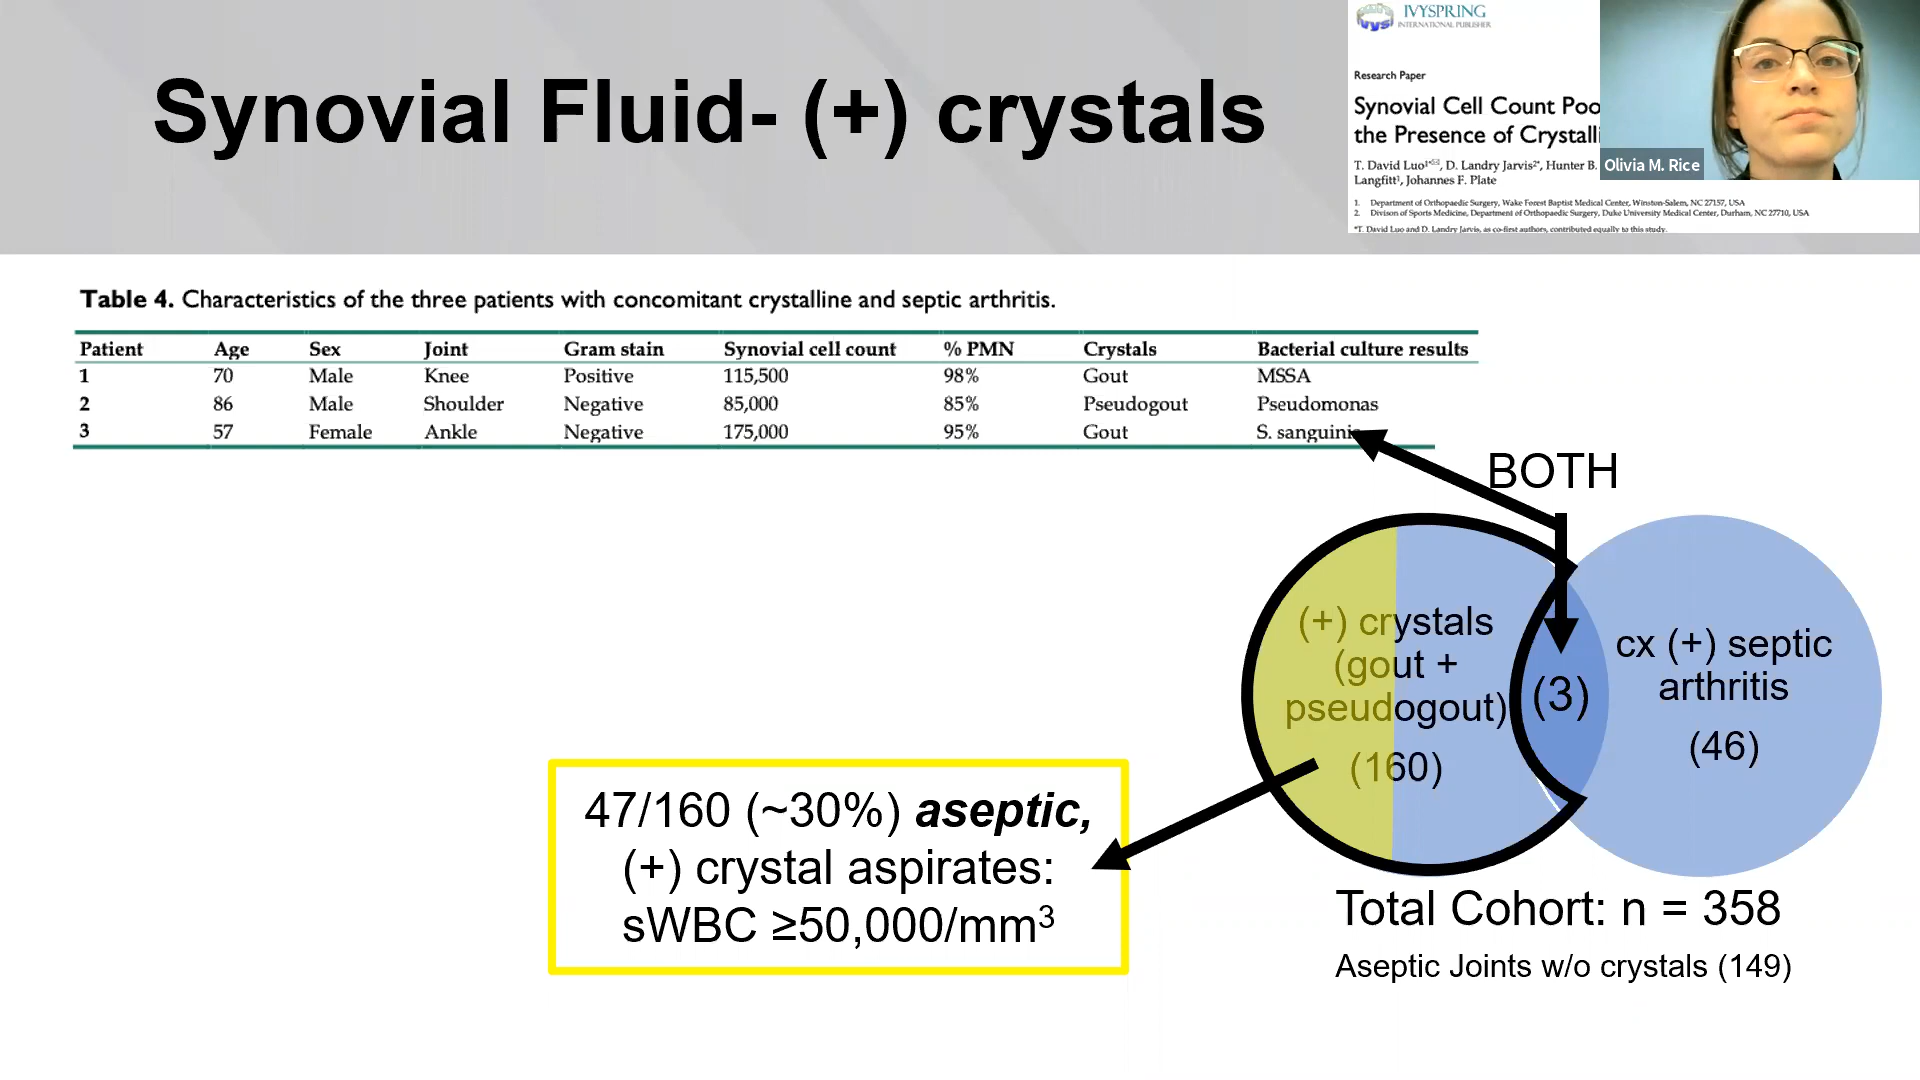 Synovial Fluid- (+) crystals
IVYSPRING
INTERNATIONAL PUBLISHER
Research Paper
Synovial Cell Count Poo
the Presence of Crystalli
T. David Luo1*✉, D. Landry Jarvis2*, Hunter B.
Langfitt1, Johannes F. Plate
1. Department of Orthopaedic Surgery, Wake Forest Baptist Medical Center, Winston-Salem, NC 27157, USA
2. Divison of Sports Medicine, Department of Orthopaedic Surgery, Duke University Medical Center, Durham, NC 27710, USA
*T. David Luo and D. Landry Jarvis, as co-first authors, contributed equally to this study.
Olivia M. Rice
Table 4. Characteristics of the three patients with concomitant crystalline and septic arthritis.
Patient Age Sex Joint Gram stain Synovial cell count % PMN Crystals Bacterial culture results
1 70 Male Knee Positive 115,500 98% Gout MSSA
2 86 Male Shoulder Negative 85,000 85% Pseudogout Pseudomonas
3 57 Female Ankle Negative 175,000 95% Gout S. sanguinis
BOTH
(+) crystals
(gout +
pseudogout)
(160)
(3)
cx (+) septic
arthritis
(46)
47/160 (~30%) aseptic,
(+) crystal aspirates:
sWBC ≥50,000/mm³
Total Cohort: n = 358
Aseptic Joints w/o crystals (149)